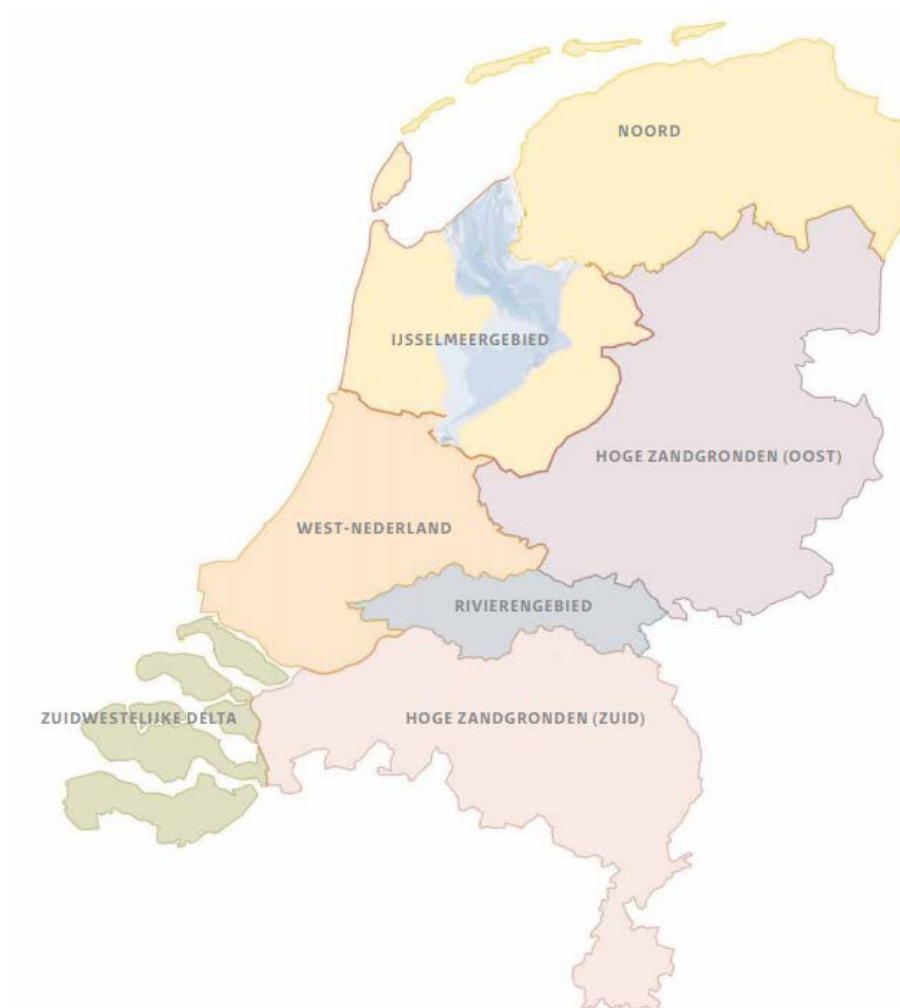 NOORD
IJSSELMEERGEBIED
HOGE ZANDGRONDEN (OOST)
WEST-NEDERLAND
RIVIERENGEBIED
ZUIDWESTELIJKE DELTA
HOGE ZANDGRONDEN (ZUID)